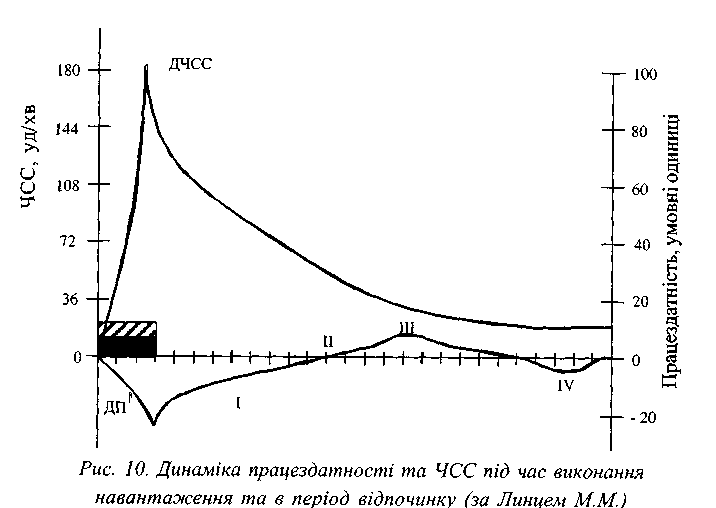 ДЧСС
180
144
108
72
36
0
ЧСС, уд/хв
100
80
60
40
20
0
- 20
Працездатність, умовні одиниці
ДП
I
II
III
IV
Рис. 10. Динаміка працездатності та ЧСС під час виконання
навантаження та в період відпочинку (за Линцем М.М.)